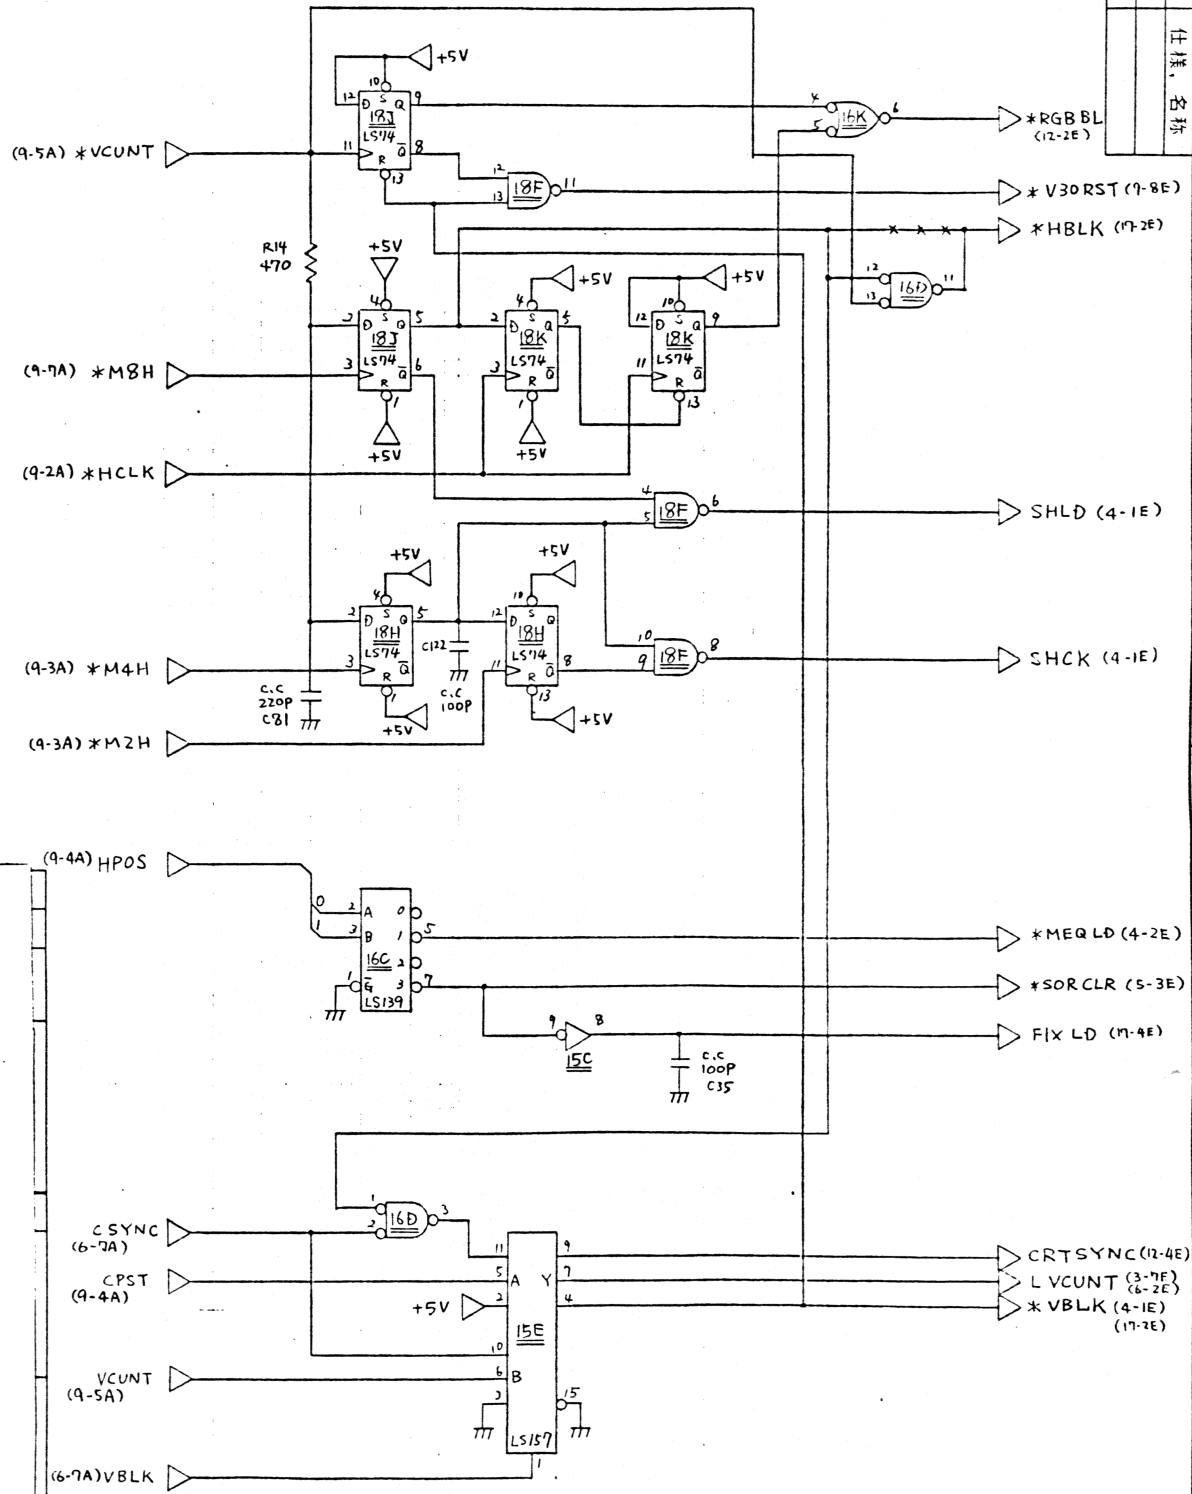 仕様, 名称
+5V
10
12 D S Q 9
18J
LS74
(9-5A) *VCUNT
11 R Q̅ 8
13
4
5 16K 6
*RGBBL
(12-2E)
12
13 18F 11
*V30RST (7-8E)
*HBLK (17-2E)
x x x
12
13 16D 11
R14
470
+5V
+5V
+5V
4
4
10
2 D S Q 5
2 D S Q 5
12 D S Q 9
18J
LS74
18K
LS74
18K
LS74
(9-7A) *M8H
3 R Q̅ 6
3 R Q̅
11 R Q̅
1
1
13
+5V
+5V
(9-2A) *HCLK
4
5 18F 6
SHLD (4-1E)
+5V
+5V
4
10
2 D S Q 5
12 D S Q
18H
LS74
C122
18H
LS74
10
9 18F 8
SHCK (4-1E)
(9-3A) *M4H
3 R Q̅
11 R Q̅ 8
1
13
C.C
220P
C81
C.C
100P
+5V
+5V
(9-3A) *M2H
(9-4A) HPOS
0 2 A 0
1 3 B 1 5
*MEQLD (4-2E)
16C 2
1 G̅ 3 7
*SORCLR (5-3E)
LS139
9 8
15C
FIX LD (17-4E)
C.C
100P
C35
1
2 16D 3
CSYNC
(6-7A)
11 9
CRTSYNC (12-4E)
CPST
(9-4A)
5 A Y 7
LVCUNT (3-7E)
(6-2E)
+5V
2 4
*VBLK (4-1E)
(17-2E)
15E
10
VCUNT
(9-5A)
6 B
3 15
LS157
1
(6-7A) VBLK